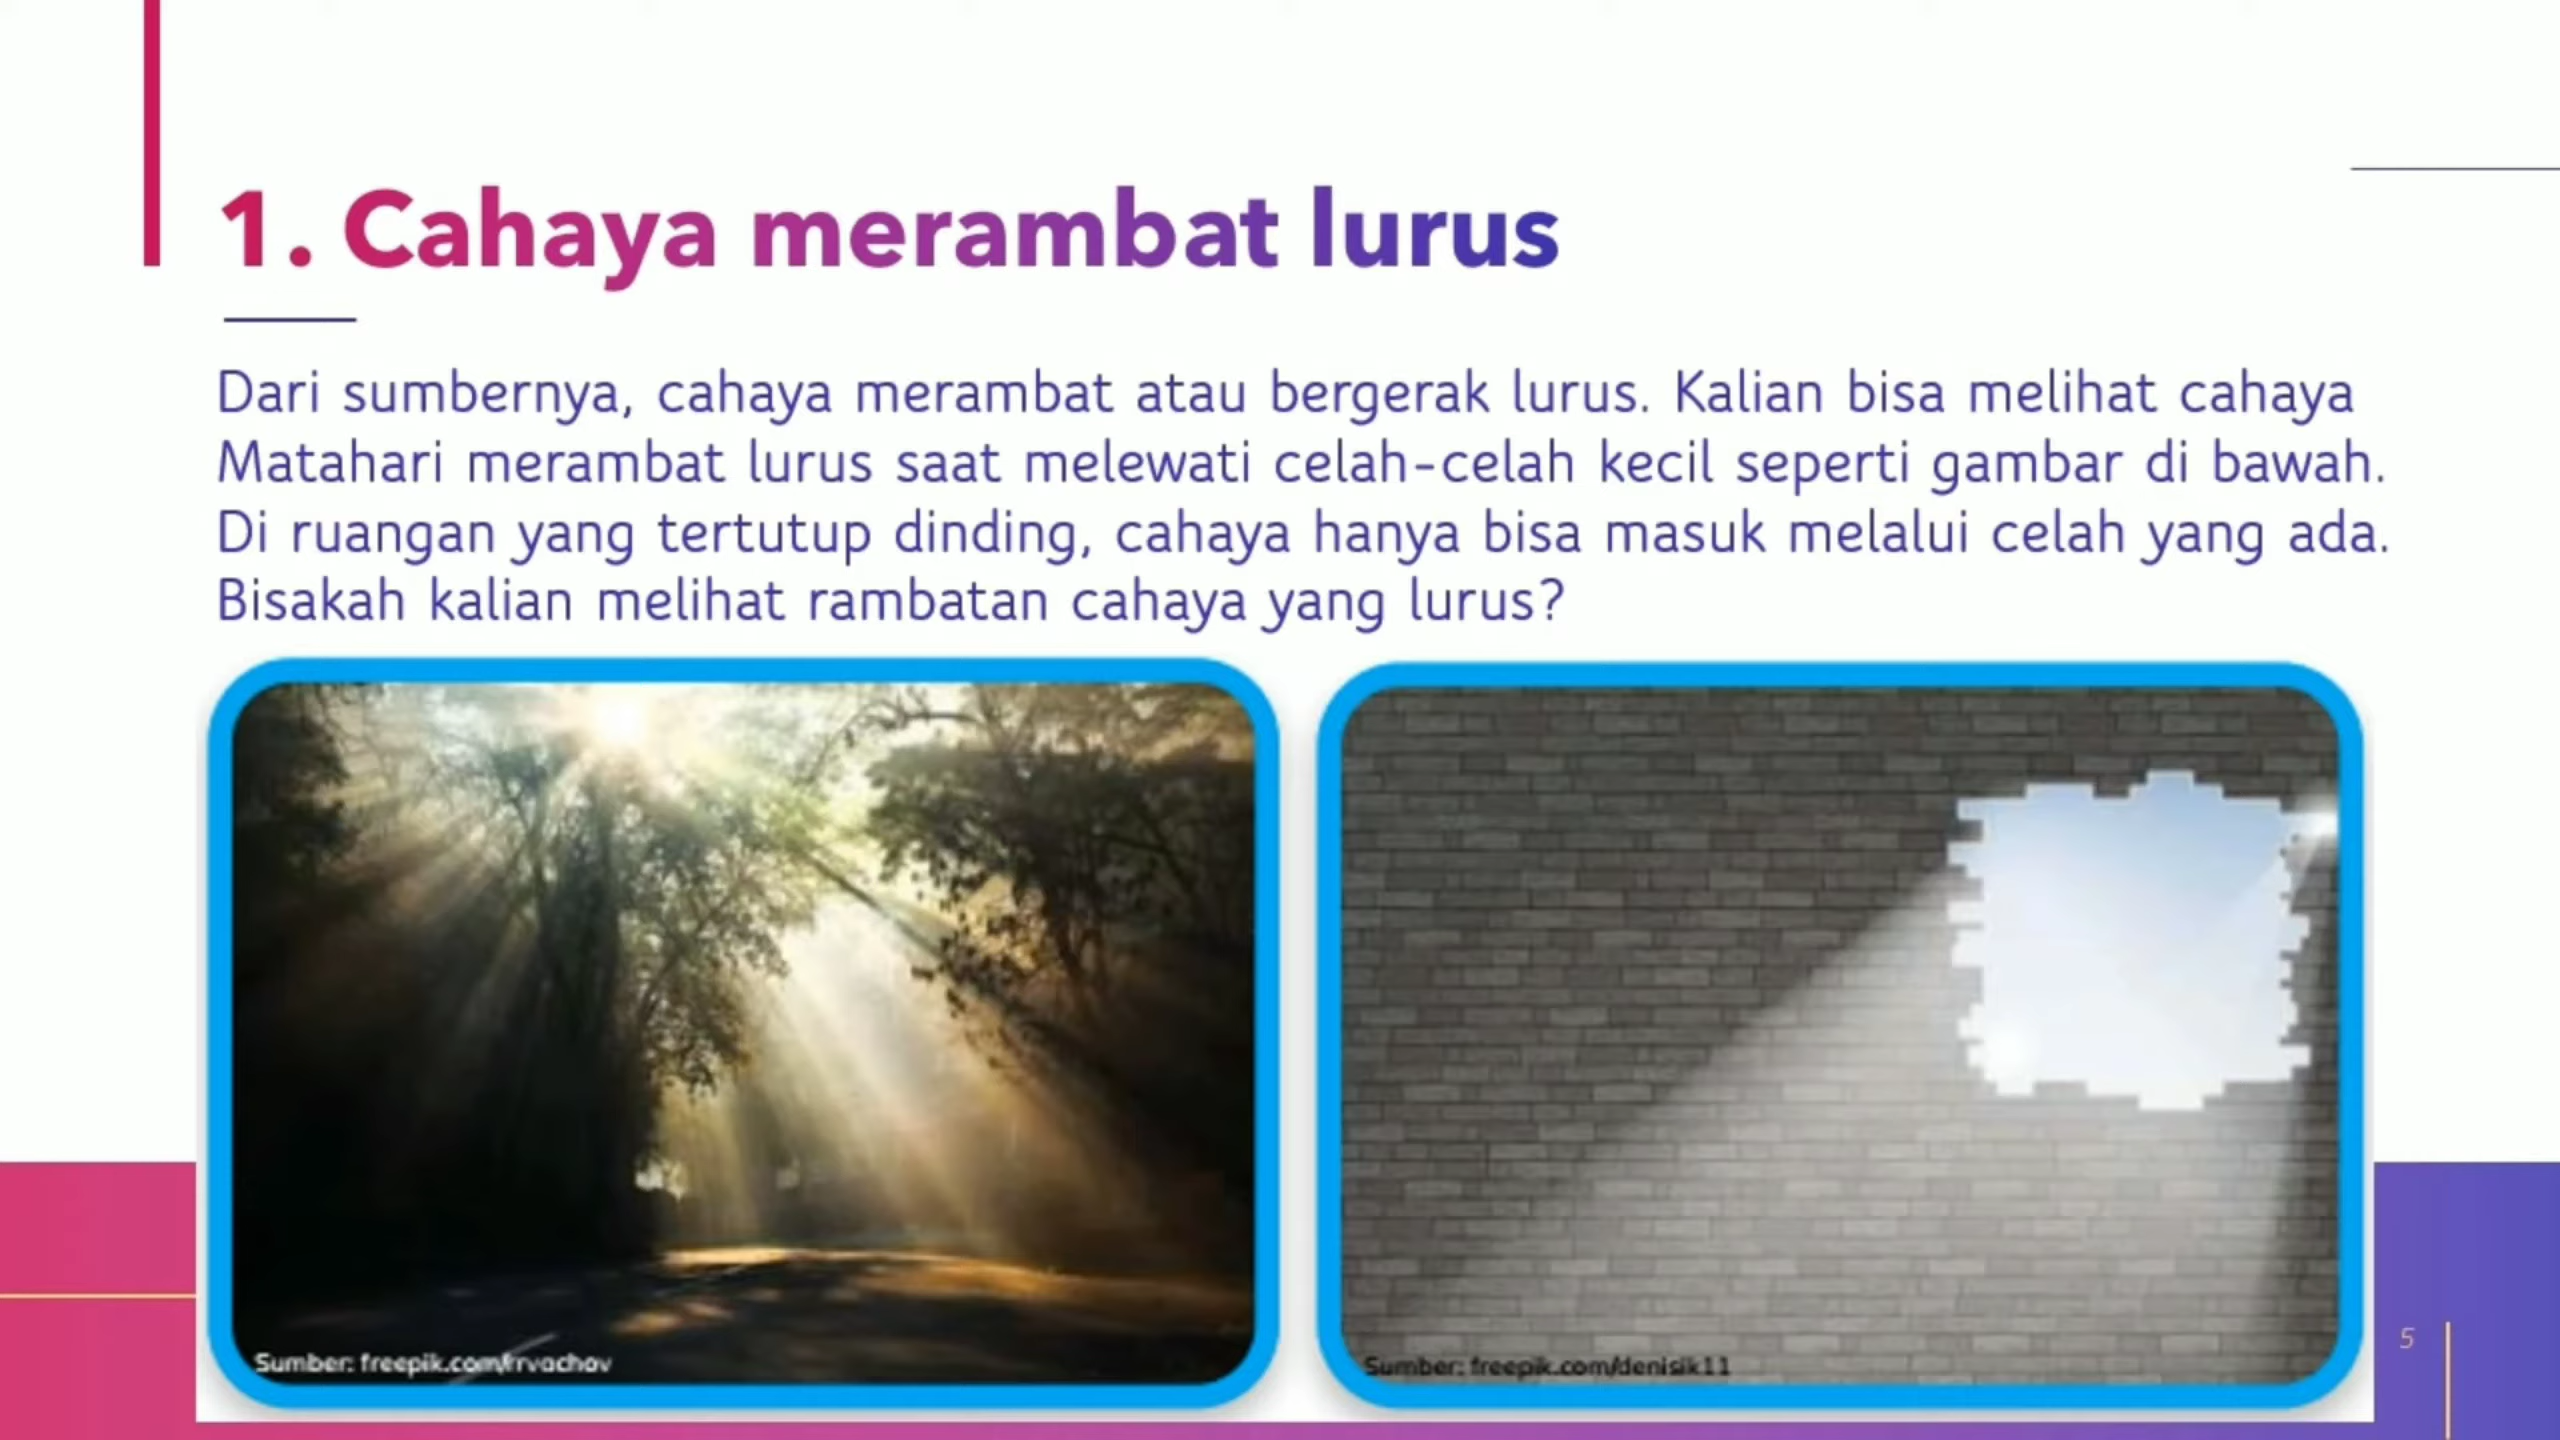 1. Cahaya merambat lurus
Dari sumbernya, cahaya merambat atau bergerak lurus. Kalian bisa melihat cahaya
Matahari merambat lurus saat melewati celah-celah kecil seperti gambar di bawah.
Di ruangan yang tertutup dinding, cahaya hanya bisa masuk melalui celah yang ada.
Bisakah kalian melihat rambatan cahaya yang lurus?
Sumber: freepik.com/frvachov
Sumber: freepik.com/denisik11
5